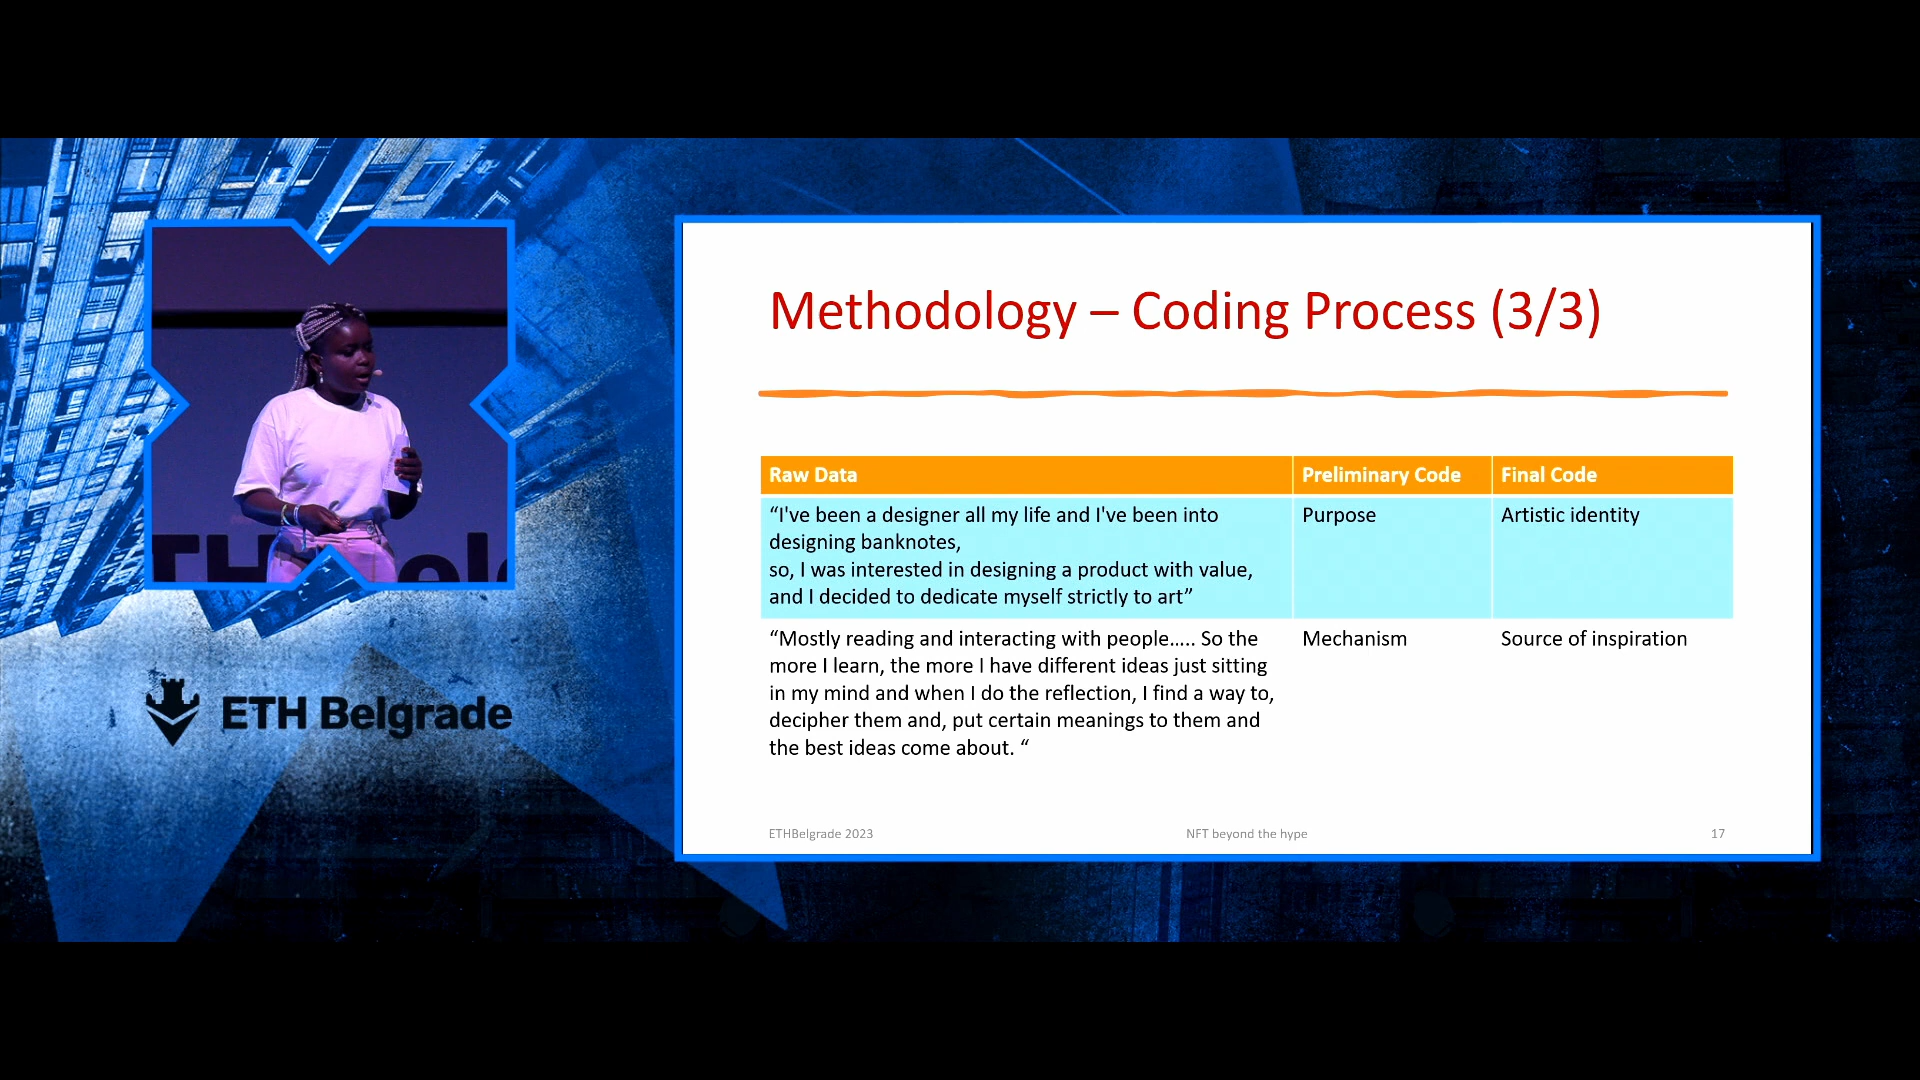 Methodology – Coding Process (3/3)
Raw Data
Preliminary Code
Final Code
“I've been a designer all my life and I've been into
designing banknotes,
so, I was interested in designing a product with value,
and I decided to dedicate myself strictly to art”
Purpose
Artistic identity
“Mostly reading and interacting with people..... So the
more I learn, the more I have different ideas just sitting
in my mind and when I do the reflection, I find a way to,
decipher them and, put certain meanings to them and
the best ideas come about. “
Mechanism
Source of inspiration
ETHBelgrade 2023
NFT beyond the hype
17
ETH Belgrade